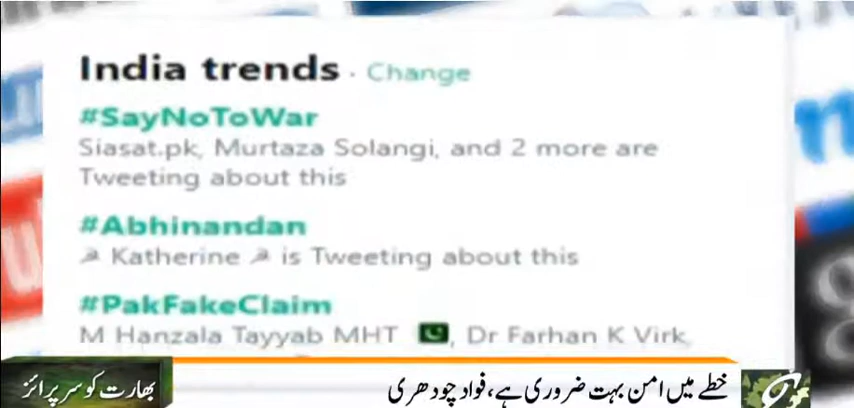 India trends · Change
#SayNoToWar
Siasat.pk, Murtaza Solangi, and 2 more are
Tweeting about this
#Abhinandan
☭ Katherine ☭ is Tweeting about this
#PakFakeClaim
M Hanzala Tayyab MHT 🇵🇰, Dr Farhan K Virk,
خطے میں امن بہت ضروری ہے، فواد چودھری
بھارت کو سرپرائز